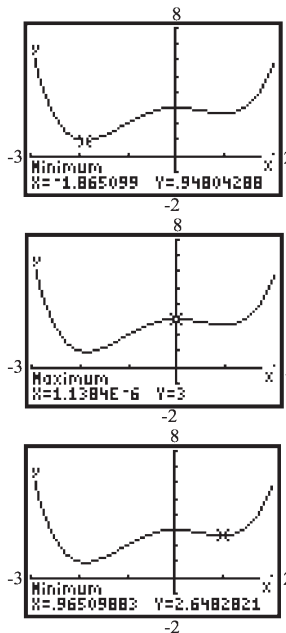 8
y
-3
x
Minimum
X=-1.865099 Y=.94804288
-2
8
y
-3
x
Maximum
X=1.1384E-6 Y=3
-2
8
y
-3
x
Minimum
X=.96509883 Y=2.6482821
-2